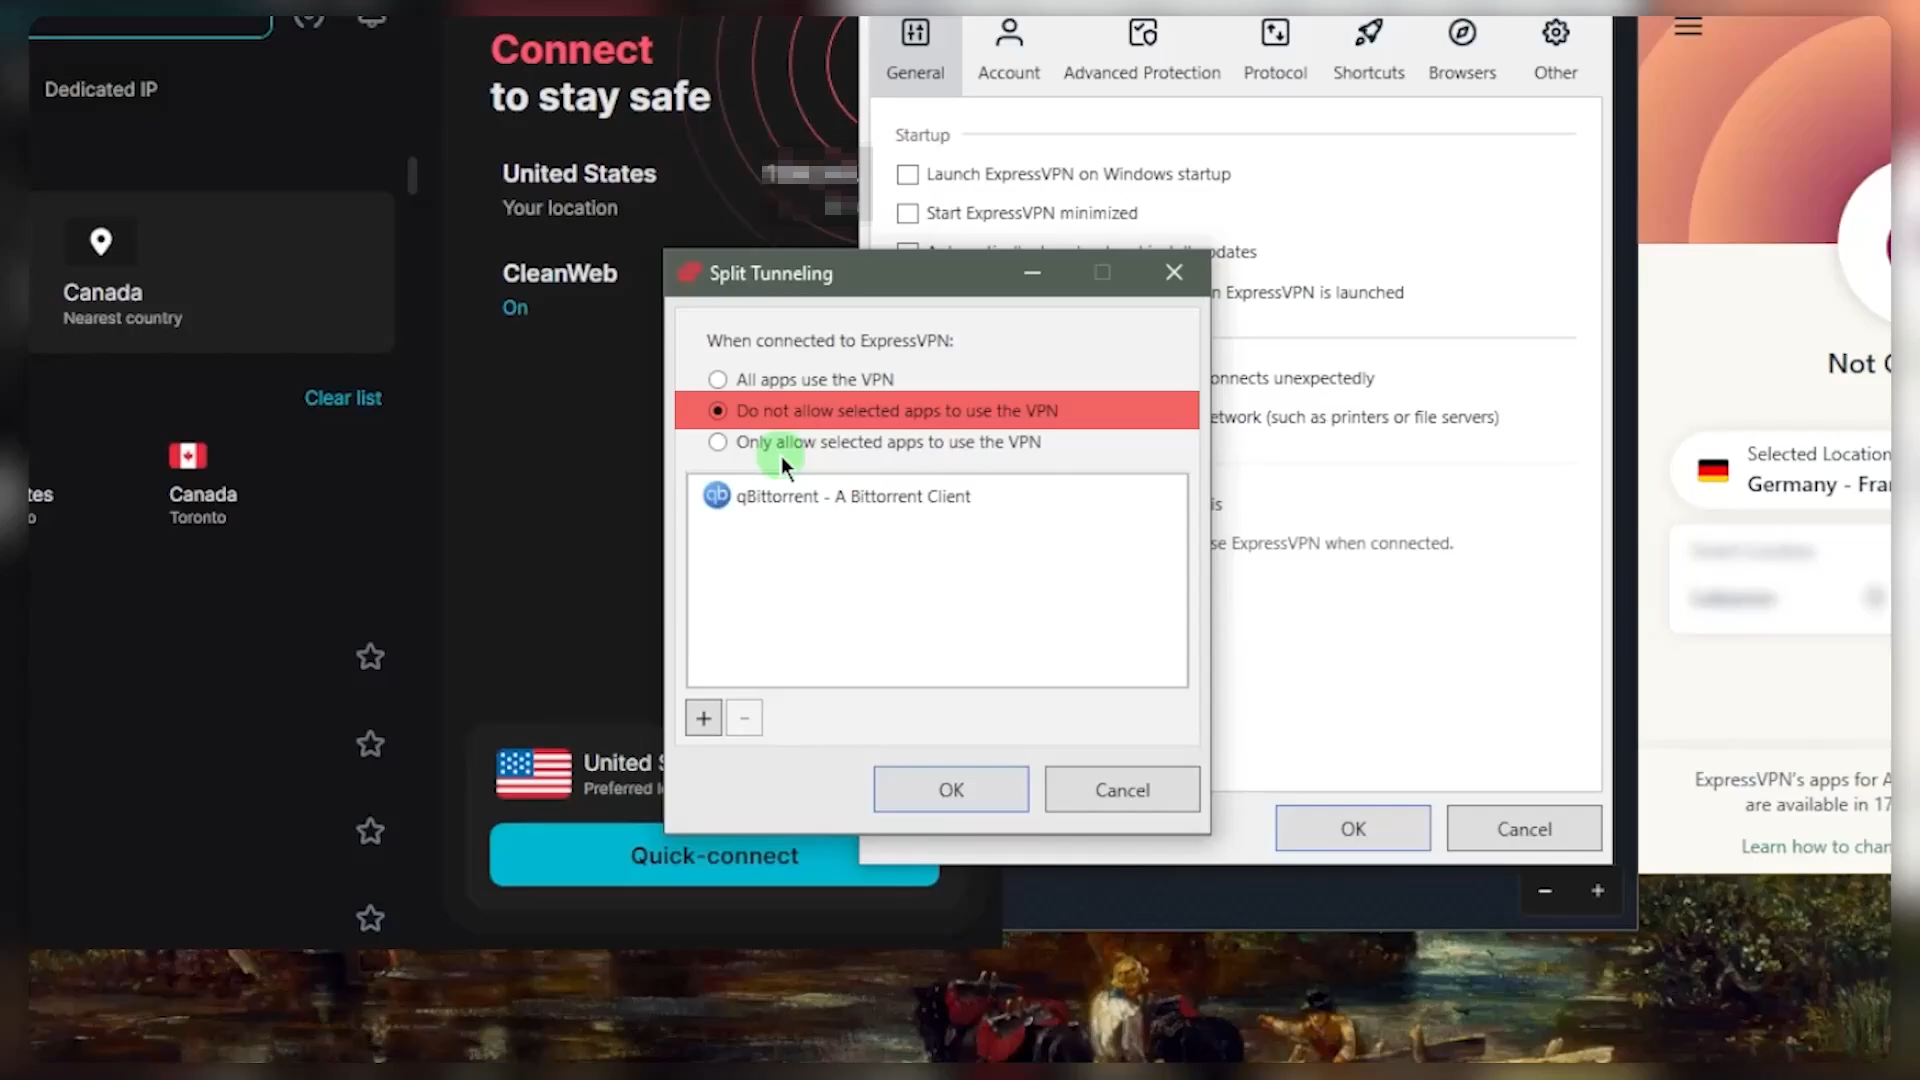 Dedicated IP
Canada
Nearest country
Clear list
tes
Canada
Toronto
Connect
to stay safe
United States
Your location
CleanWeb
On
United S
Preferred l
Quick-connect
General
Account
Advanced Protection
Protocol
Shortcuts
Browsers
Other
Startup
Launch ExpressVPN on Windows startup
Start ExpressVPN minimized
pdates
n ExpressVPN is launched
onnects unexpectedly
etwork (such as printers or file servers)
is
se ExpressVPN when connected.
OK
Cancel
Split Tunneling
When connected to ExpressVPN:
All apps use the VPN
Do not allow selected apps to use the VPN
Only allow selected apps to use the VPN
qb
qBittorrent - A Bittorrent Client
+
-
OK
Cancel
Not
Selected Location
Germany - Fra
ExpressVPN's apps for A
are available in 17
Learn how to chan